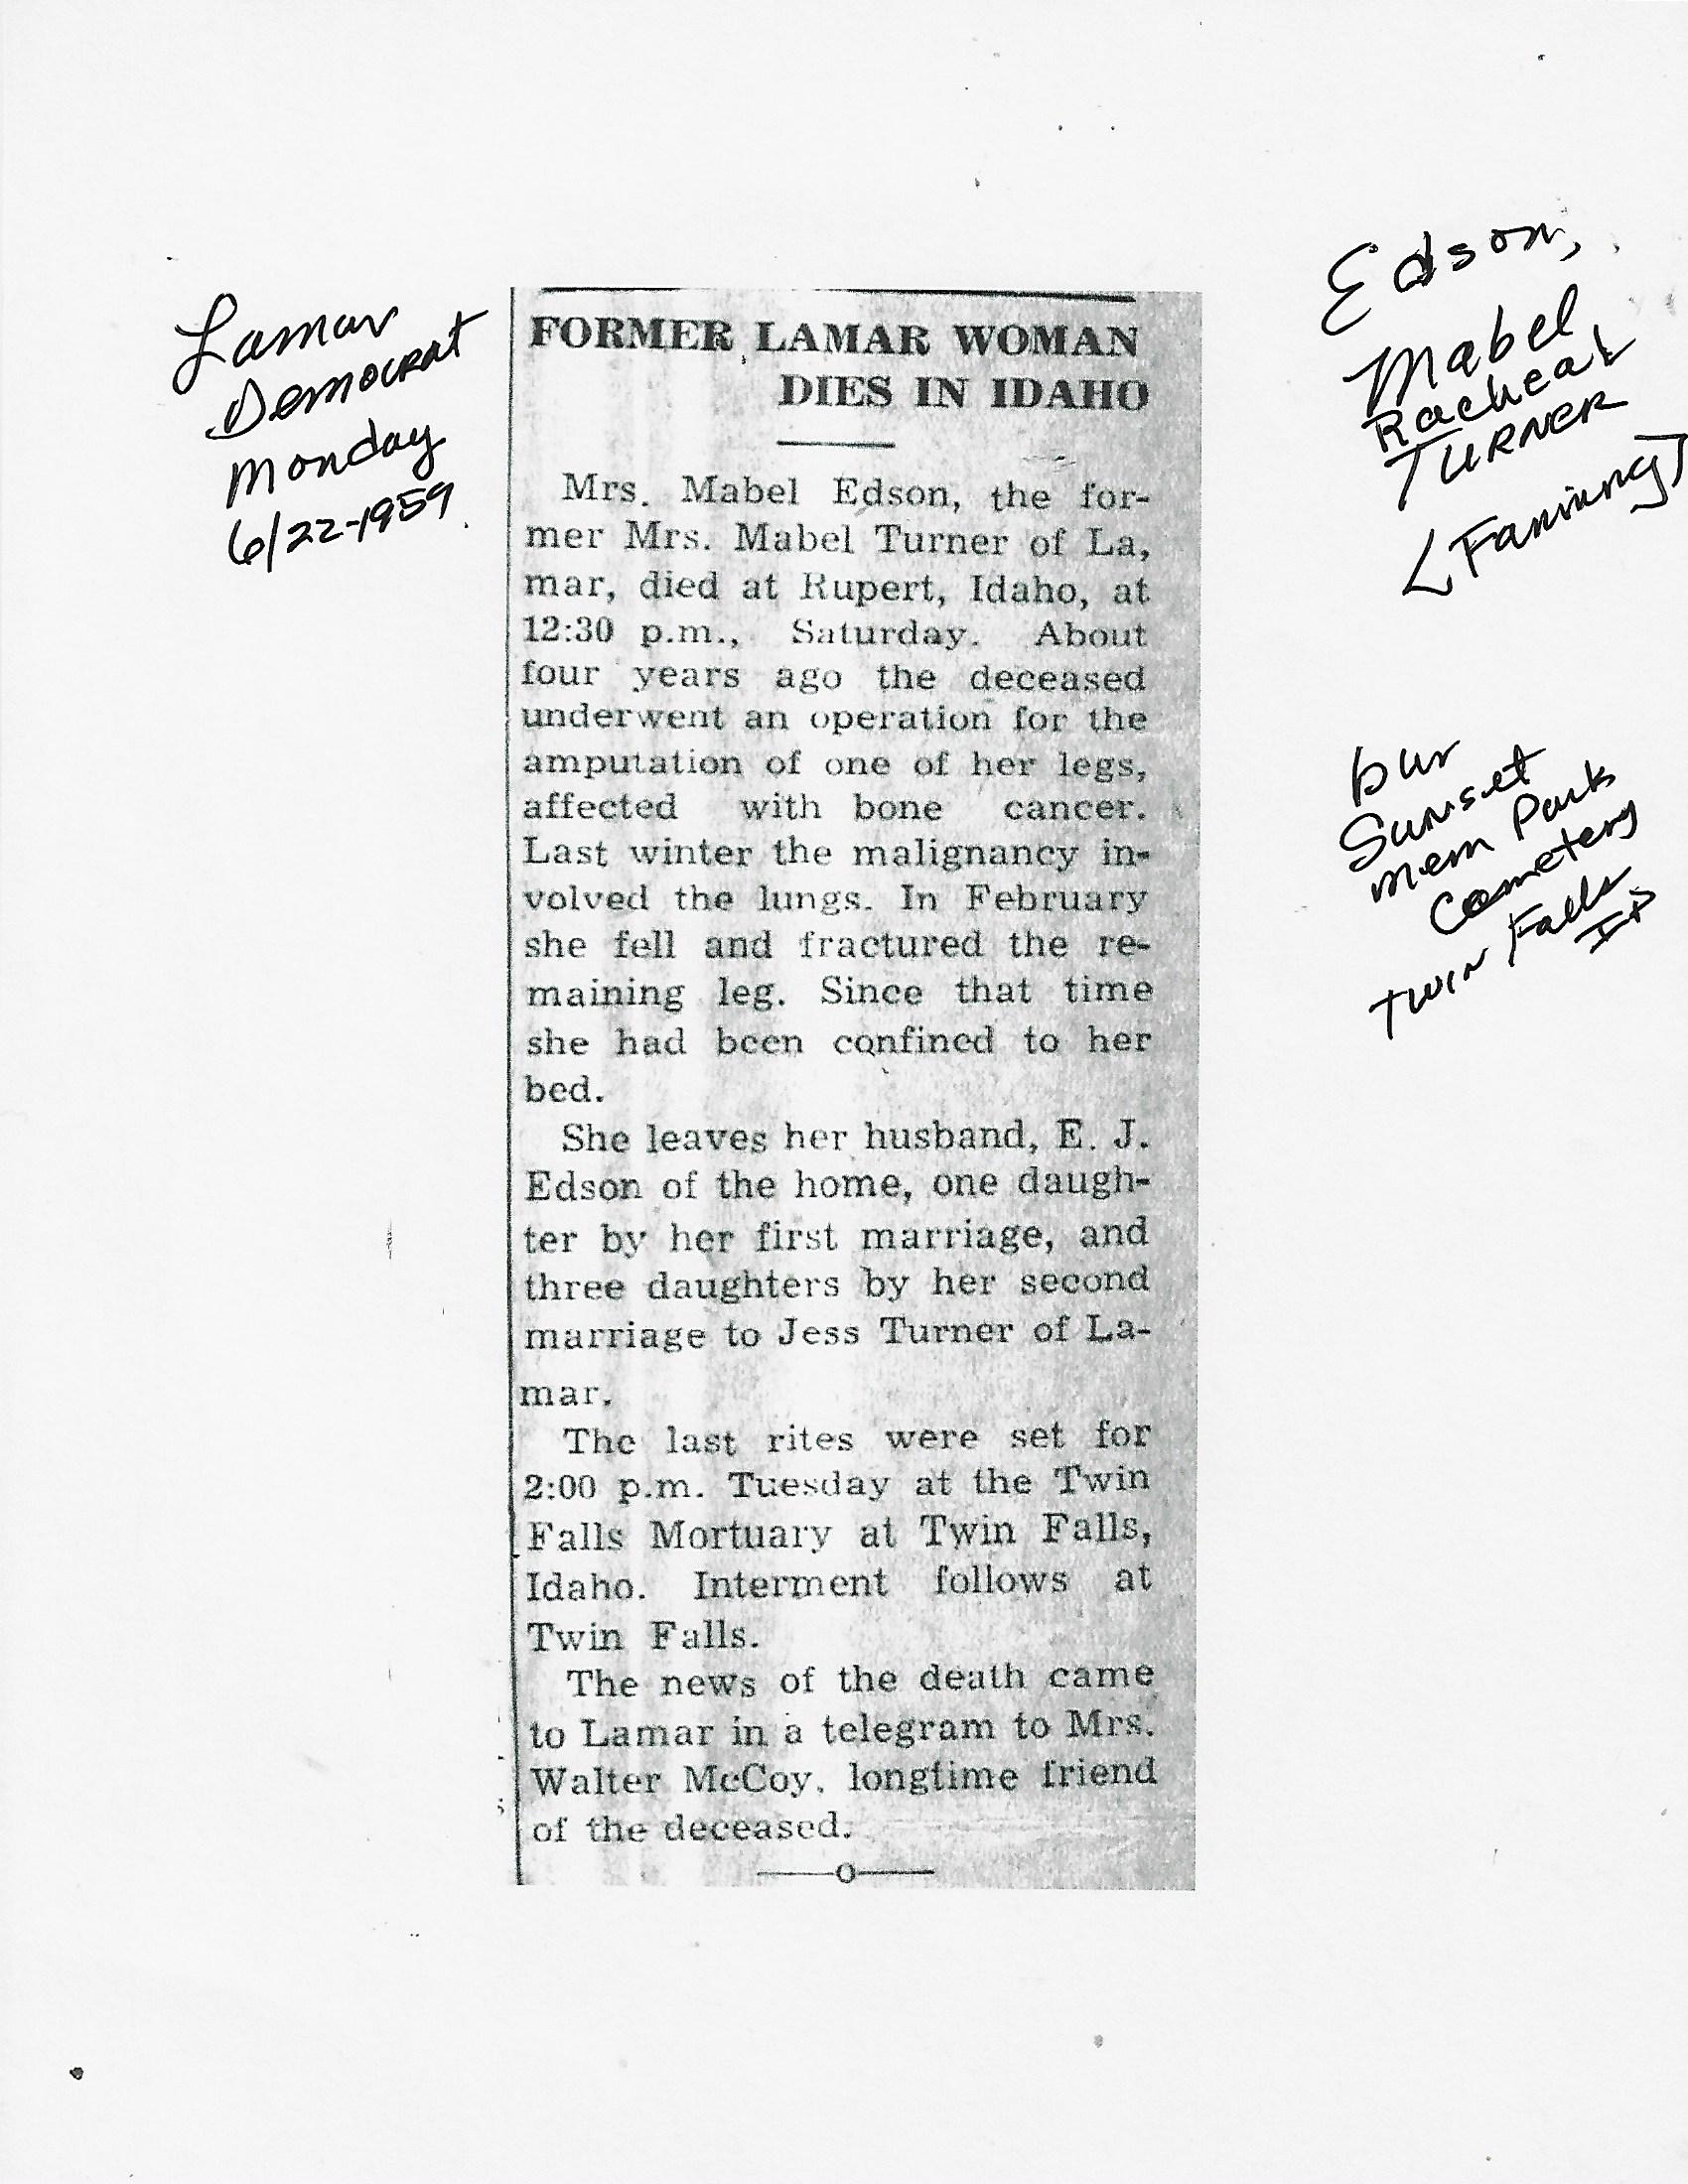 Lamar
Democrat
Monday
6/22-1959.
Edson,
Mabel
Racheal
TURNER
[Fanning]
bur
Sunset
Mem Park
Cemetery
Twin Falls
ID
FORMER LAMAR WOMAN
DIES IN IDAHO
Mrs. Mabel Edson, the for-
mer Mrs. Mabel Turner of La,
mar, died at Rupert, Idaho, at
12:30 p.m., Saturday. About
four years ago the deceased
underwent an operation for the
amputation of one of her legs,
affected with bone cancer.
Last winter the malignancy in-
volved the lungs. In February
she fell and fractured the re-
maining leg. Since that time
she had been confined to her
bed.
She leaves her husband, E. J.
Edson of the home, one daugh-
ter by her first marriage, and
three daughters by her second
marriage to Jess Turner of La-
mar.
The last rites were set for
2:00 p.m. Tuesday at the Twin
Falls Mortuary at Twin Falls,
Idaho. Interment follows at
Twin Falls.
The news of the death came
to Lamar in a telegram to Mrs.
Walter McCoy, longtime friend
of the deceased.
——o——